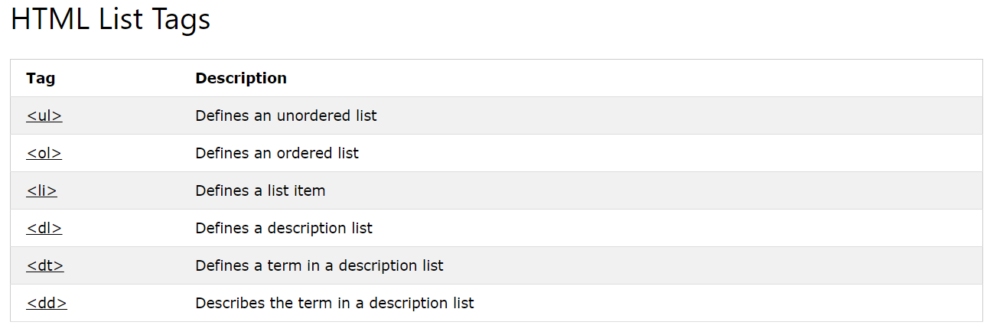 HTML List Tags
Tag Description
<ul> Defines an unordered list
<ol> Defines an ordered list
<li> Defines a list item
<dl> Defines a description list
<dt> Defines a term in a description list
<dd> Describes the term in a description list